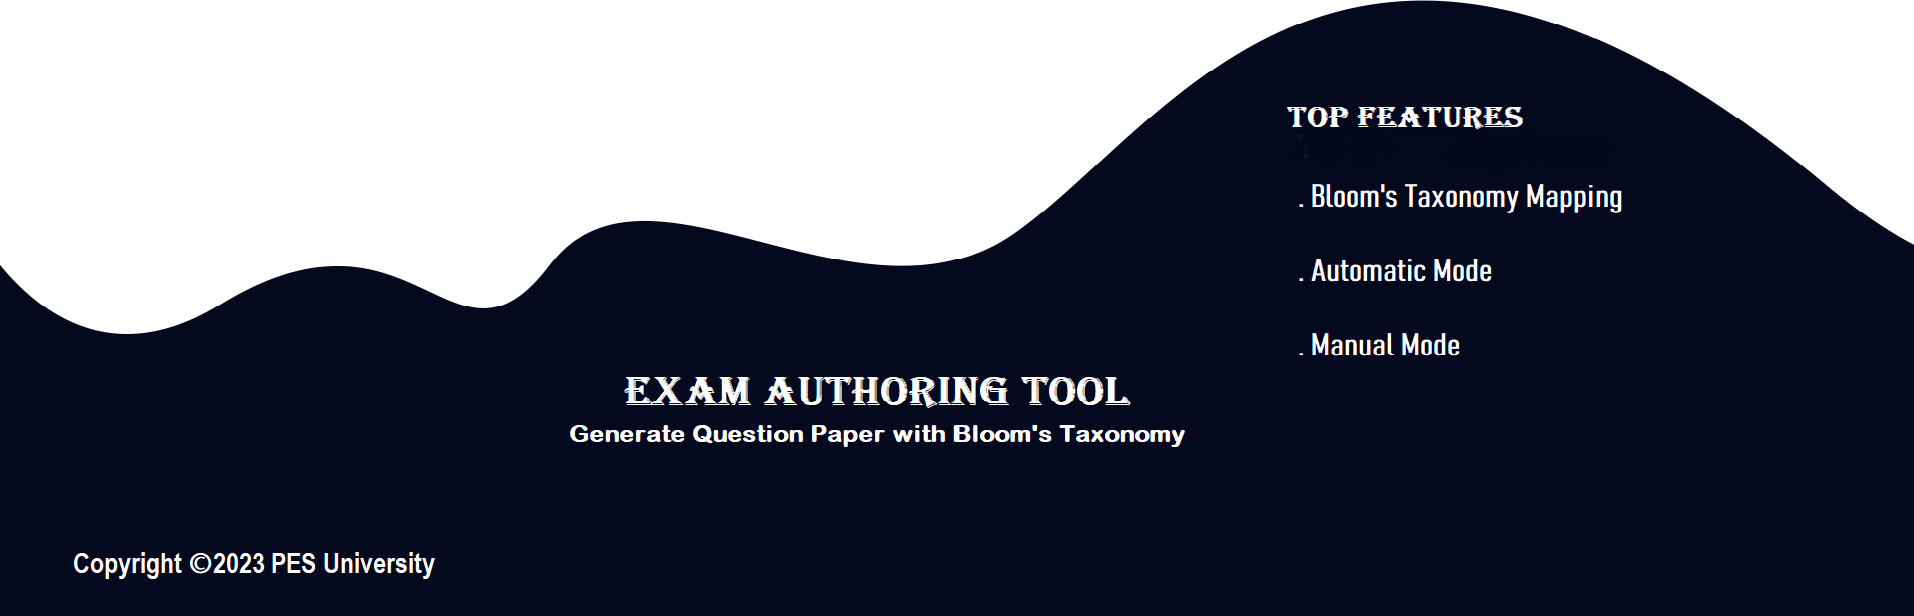 TOP FEATURES
. Bloom's Taxonomy Mapping
. Automatic Mode
. Manual Mode
EXAM AUTHORING TOOL
Generate Question Paper with Bloom's Taxonomy
Copyright ©2023 PES University